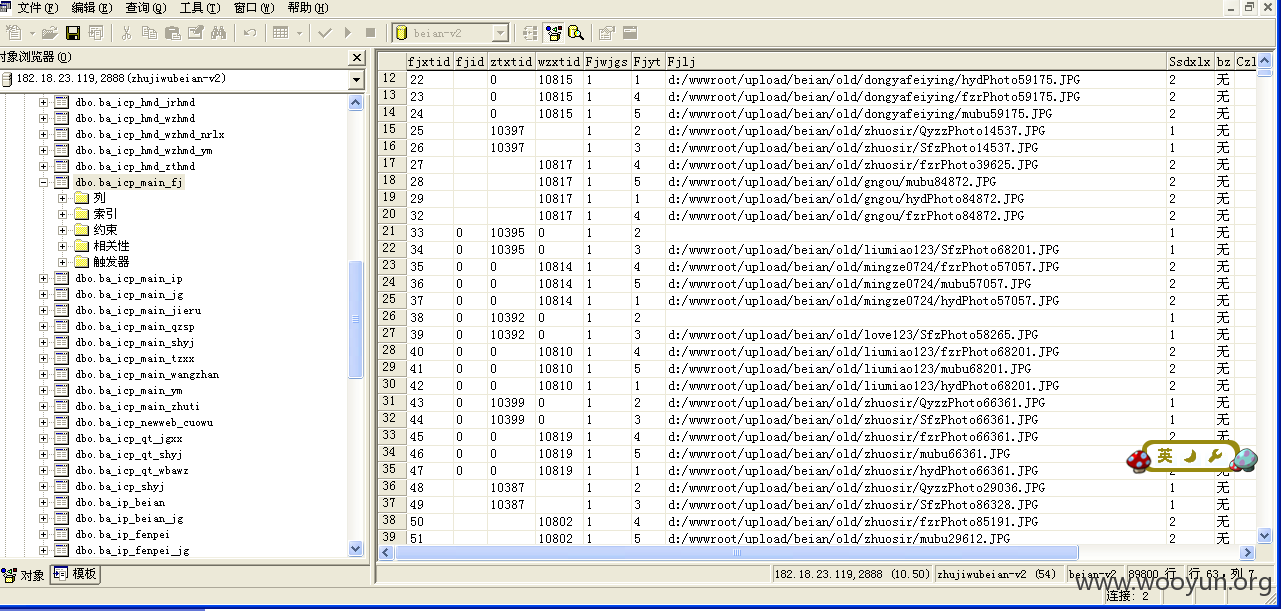 文件(F) 编辑(E) 查询(Q) 工具(T) 窗口(W) 帮助(H)
beian-v2
对象浏览器(O)
182.18.23.119,2888(zhujiwubeian-v2)
dbo.ba_icp_hmd_jrhmd
dbo.ba_icp_hmd_wzhmd
dbo.ba_icp_hmd_wzhmd_nrlx
dbo.ba_icp_hmd_wzhmd_ym
dbo.ba_icp_hmd_zthmd
dbo.ba_icp_main_fj
列
索引
约束
相关性
触发器
dbo.ba_icp_main_ip
dbo.ba_icp_main_jg
dbo.ba_icp_main_jieru
dbo.ba_icp_main_qzsp
dbo.ba_icp_main_shyj
dbo.ba_icp_main_tzxx
dbo.ba_icp_main_wangzhan
dbo.ba_icp_main_ym
dbo.ba_icp_main_zhuti
dbo.ba_icp_newweb_cuowu
dbo.ba_icp_qt_jgxx
dbo.ba_icp_qt_shyj
dbo.ba_icp_qt_wbawz
dbo.ba_icp_shyj
dbo.ba_ip_beian
dbo.ba_ip_beian_jg
dbo.ba_ip_fenpei
dbo.ba_ip_fenpei_jg
对象 模板
fjxtid fjid ztxtid wzxtid Fjwjgs Fjyt Fjlj Ssdxlx bz Czl
12 22 0 10815 1 1 d:/wwwroot/upload/beian/old/dongyafeiying/hydPhoto59175.JPG 2 无
13 23 0 10815 1 4 d:/wwwroot/upload/beian/old/dongyafeiying/fzrPhoto59175.JPG 2 无
14 24 0 10815 1 5 d:/wwwroot/upload/beian/old/dongyafeiying/mubu59175.JPG 2 无
15 25 10397 1 2 d:/wwwroot/upload/beian/old/zhuosir/QyzzPhoto14537.JPG 1 无
16 26 10397 1 3 d:/wwwroot/upload/beian/old/zhuosir/SfzPhoto14537.JPG 1 无
17 27 10817 1 4 d:/wwwroot/upload/beian/old/zhuosir/fzrPhoto39625.JPG 2 无
18 28 10817 1 5 d:/wwwroot/upload/beian/old/gngou/mubu84872.JPG 2 无
19 29 10817 1 1 d:/wwwroot/upload/beian/old/gngou/hydPhoto84872.JPG 2 无
20 32 10817 1 4 d:/wwwroot/upload/beian/old/gngou/fzrPhoto84872.JPG 2 无
21 33 0 10395 0 1 2 1 无
22 34 0 10395 0 1 3 d:/wwwroot/upload/beian/old/liumiao123/SfzPhoto68201.JPG 1 无
23 35 0 0 10814 1 4 d:/wwwroot/upload/beian/old/mingze0724/fzrPhoto57057.JPG 2 无
24 36 0 0 10814 1 5 d:/wwwroot/upload/beian/old/mingze0724/mubu57057.JPG 2 无
25 37 0 0 10814 1 1 d:/wwwroot/upload/beian/old/mingze0724/hydPhoto57057.JPG 2 无
26 38 0 10392 0 1 2 1 无
27 39 0 10392 0 1 3 d:/wwwroot/upload/beian/old/love123/SfzPhoto58265.JPG 1 无
28 40 0 0 10810 1 4 d:/wwwroot/upload/beian/old/liumiao123/fzrPhoto68201.JPG 2 无
29 41 0 0 10810 1 5 d:/wwwroot/upload/beian/old/liumiao123/mubu68201.JPG 2 无
30 42 0 0 10810 1 1 d:/wwwroot/upload/beian/old/liumiao123/hydPhoto68201.JPG 2 无
31 43 0 10399 0 1 2 d:/wwwroot/upload/beian/old/zhuosir/QyzzPhoto66361.JPG 1 无
32 44 0 10399 0 1 3 d:/wwwroot/upload/beian/old/zhuosir/SfzPhoto66361.JPG 1 无
33 45 0 0 10819 1 4 d:/wwwroot/upload/beian/old/zhuosir/fzrPhoto66361.JPG 2
34 46 0 0 10819 1 5 d:/wwwroot/upload/beian/old/zhuosir/mubu66361.JPG
35 47 0 0 10819 1 1 d:/wwwroot/upload/beian/old/zhuosir/hydPhoto66361.JPG
36 48 10387 1 2 d:/wwwroot/upload/beian/old/zhuosir/QyzzPhoto29036.JPG 1 无
37 49 10387 1 3 d:/wwwroot/upload/beian/old/zhuosir/SfzPhoto86328.JPG 1 无
38 50 10802 1 4 d:/wwwroot/upload/beian/old/zhuosir/fzrPhoto85191.JPG 2 无
39 51 10802 1 5 d:/wwwroot/upload/beian/old/zhuosir/mubu29612.JPG 2 无
英
182.18.23.119,2888 (10.50) zhujiwubeian-v2 (54) beian-v2 89800 行 行 63, 列 7
www.wooyun.org
连接: 2